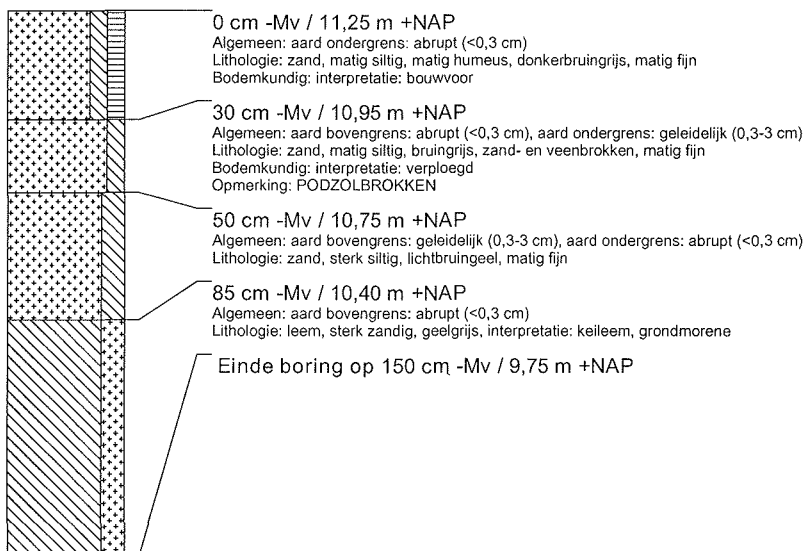 0 cm -Mv / 11,25 m +NAP
Algemeen: aard ondergrens: abrupt (<0,3 cm)
Lithologie: zand, matig siltig, matig humeus, donkerbruingrijs, matig fijn
Bodemkundig: interpretatie: bouwvoor
30 cm -Mv / 10,95 m +NAP
Algemeen: aard bovengrens: abrupt (<0,3 cm), aard ondergrens: geleidelijk (0,3-3 cm)
Lithologie: zand, matig siltig, bruingrijs, zand- en veenbrokken, matig fijn
Bodemkundig: interpretatie: verploegd
Opmerking: PODZOLBROKKEN
50 cm -Mv / 10,75 m +NAP
Algemeen: aard bovengrens: geleidelijk (0,3-3 cm), aard ondergrens: abrupt (<0,3 cm)
Lithologie: zand, sterk siltig, lichtbruingeel, matig fijn
85 cm -Mv / 10,40 m +NAP
Algemeen: aard bovengrens: abrupt (<0,3 cm)
Lithologie: leem, sterk zandig, geelgrijs, interpretatie: keileem, grondmorene
Einde boring op 150 cm -Mv / 9,75 m +NAP